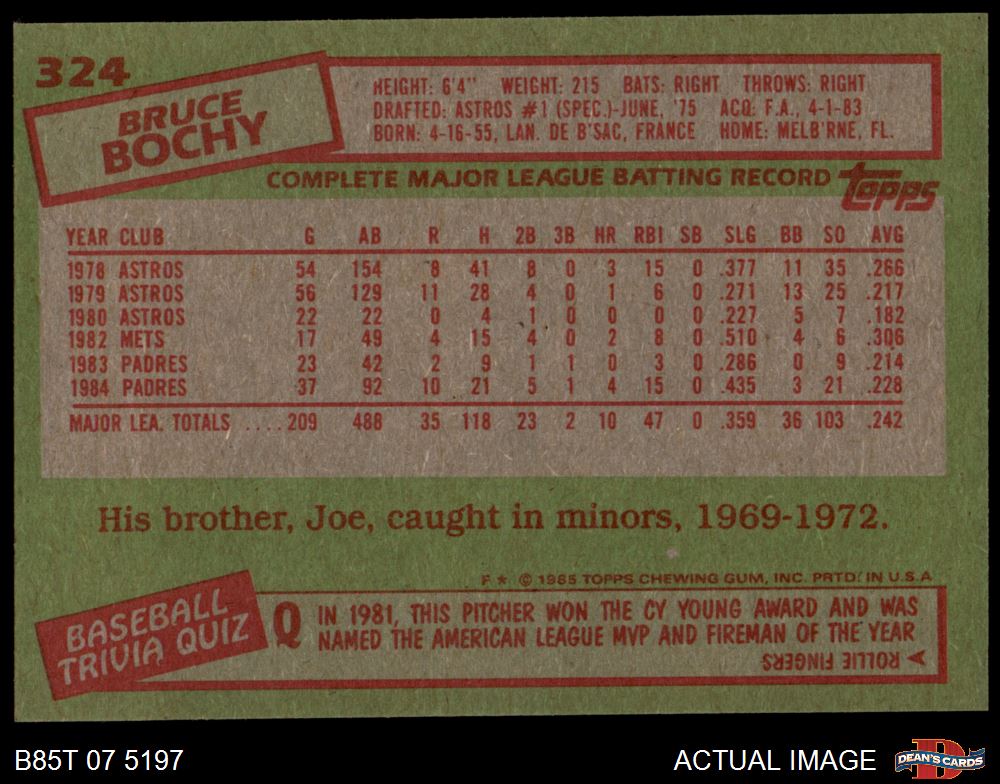 324
BRUCE
BOCHY
HEIGHT: 6'4" WEIGHT: 215 BATS: RIGHT THROWS: RIGHT
DRAFTED: ASTROS #1 (SPEC.)-JUNE, '75 ACQ: F.A., 4-1-83
BORN: 4-16-55, LAN. DE B'SAC, FRANCE HOME: MELB'RNE, FL.
COMPLETE MAJOR LEAGUE BATTING RECORD topps
YEAR CLUB G AB R H 2B 3B HR RBI SB SLG BB SO AVG
1978 ASTROS 54 154 8 41 8 0 3 15 0 .377 11 35 .266
1979 ASTROS 56 129 11 28 4 0 1 6 0 .271 13 25 .217
1980 ASTROS 22 22 0 4 1 0 0 0 0 .227 5 7 .182
1982 METS 17 49 4 15 4 0 2 8 0 .510 4 6 .306
1983 PADRES 23 42 2 9 1 1 0 3 0 .286 0 9 .214
1984 PADRES 37 92 10 21 5 1 4 15 0 .435 3 21 .228
MAJOR LEA. TOTALS ....209 488 35 118 23 2 10 47 0 .359 36 103 .242
His brother, Joe, caught in minors, 1969-1972.
F * © 1985 TOPPS CHEWING GUM, INC. PRTD. IN U.S.A.
BASEBALL
TRIVIA QUIZ
Q IN 1981, THIS PITCHER WON THE CY YOUNG AWARD AND WAS
NAMED THE AMERICAN LEAGUE MVP AND FIREMAN OF THE YEAR
ROLLIE FINGERS
B85T 07 5197
ACTUAL IMAGE
DEAN'S CARDS